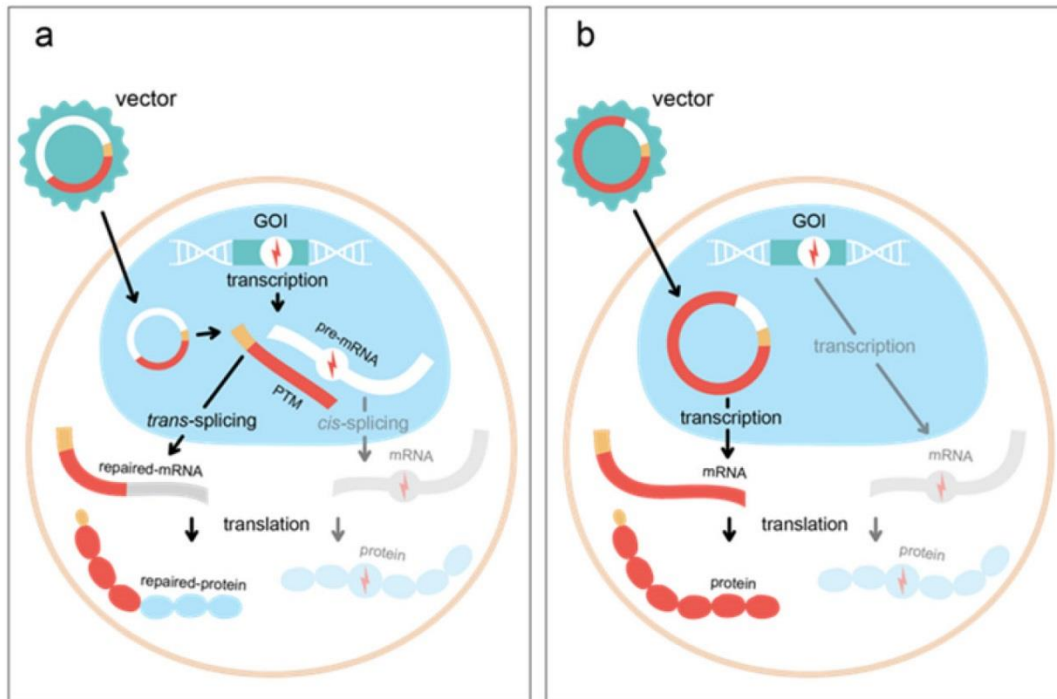 a
vector
GOI
transcription
pre-mRNA
PTM
trans-splicing
cis-splicing
repaired-mRNA
mRNA
translation
repaired-protein
protein
b
vector
GOI
transcription
transcription
mRNA
mRNA
translation
protein
protein